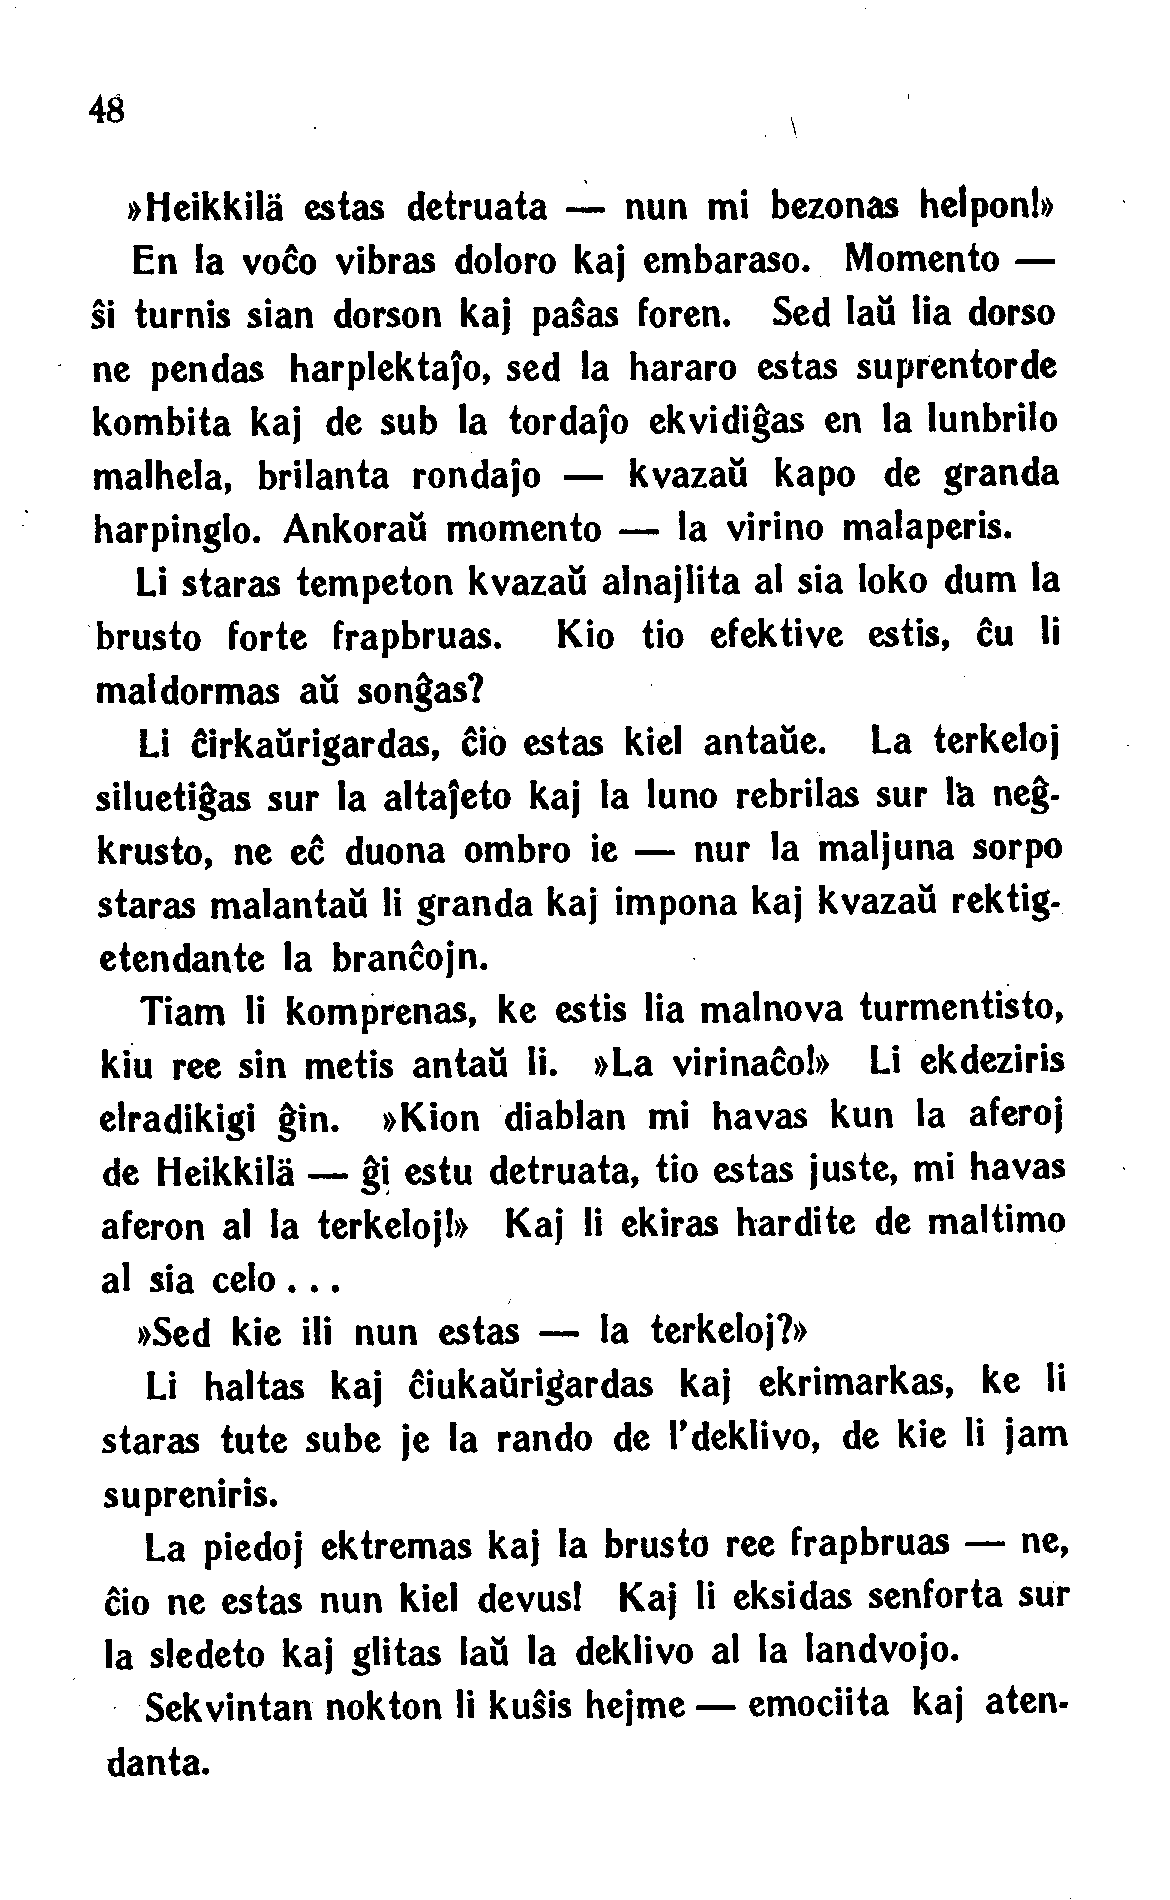 48
»Heikkilä estas detruata — nun mi bezonas helpon!»
En la voĉo vibras doloro kaj embaraso. Momento —
ŝi turnis sian dorson kaj paŝas foren. Sed laŭ lia dorso
ne pendas harplektaĵo, sed la hararo estas suprentorde
kombita kaj de sub la tordaĵo ekvidiĝas en la lunbrilo
malhela, brilanta rondaĵo — kvazaŭ kapo de granda
harpinglo. Ankoraŭ momento — la virino malaperis.
Li staras tempeton kvazaŭ alnajlita al sia loko dum la
brusto forte frapbruas. Kio tio efektive estis, ĉu li
maldormas aŭ sonĝas?
Li ĉirkaŭrigardas, ĉio estas kiel antaŭe. La terkeloj
siluetiĝas sur la altaĵeto kaj la luno rebrilas sur la neĝ-
krusto, ne eĉ duona ombro ie — nur la maljuna sorpo
staras malantaŭ li granda kaj impona kaj kvazaŭ rektig-
etendante la branĉojn.
Tiam li komprenas, ke estis lia malnova turmentisto,
kiu ree sin metis antaŭ li. »La virinaĉo!» Li ekdeziris
elradikigi ĝin. »Kion diablan mi havas kun la aferoj
de Heikkilä — ĝi estu detruata, tio estas juste, mi havas
aferon al la terkeloj!» Kaj li ekiras hardite de maltimo
al sia celo . . .
»Sed kie ili nun estas — la terkeloj?»
Li haltas kaj ĉiukaŭrigardas kaj ekrimarkas, ke li
staras tute sube je la rando de l'deklivo, de kie li jam
supreniris.
La piedoj ektremas kaj la brusto ree frapbruas — ne,
ĉio ne estas nun kiel devus! Kaj li eksidas senforta sur
la sledeto kaj glitas laŭ la deklivo al la landvojo.
Sekvintan nokton li kuŝis hejme — emociita kaj aten-
danta.